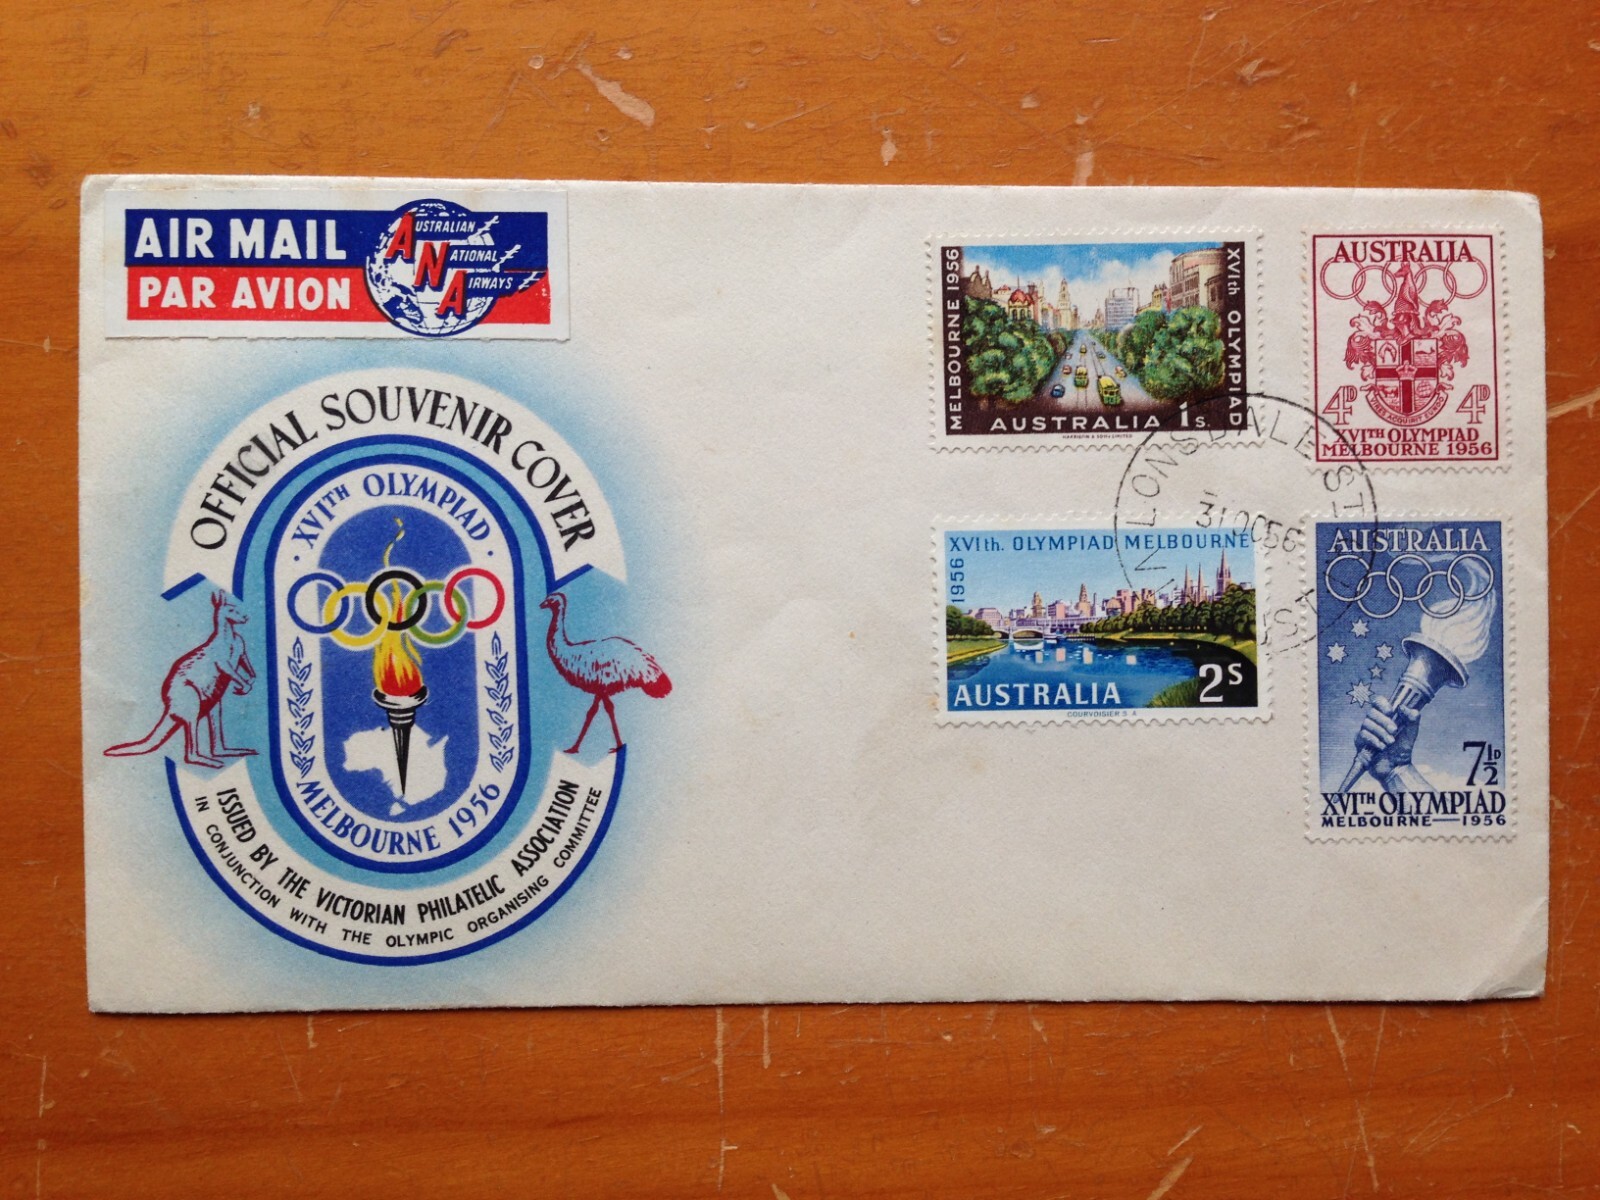 AIR MAIL
PAR AVION
AUSTRALIAN
NATIONAL
AIRWAYS
OFFICIAL SOUVENIR COVER
· XVITH OLYMPIAD ·
MELBOURNE 1956
ISSUED BY THE VICTORIAN PHILATELIC ASSOCIATION
IN CONJUNCTION WITH THE OLYMPIC ORGANISING COMMITTEE
MELBOURNE 1956
XVIth OLYMPIAD
AUSTRALIA 1s.
HARRISON & SONS LIMITED
AUSTRALIA
4D 4D
XVITH OLYMPIAD
MELBOURNE 1956
LONSDALE ST
31 OC 56
XVIth. OLYMPIAD MELBOURNE
1956
AUSTRALIA 2S
COURVOISIER S.A.
AUSTRALIA
7½D
XVITH OLYMPIAD
MELBOURNE—1956